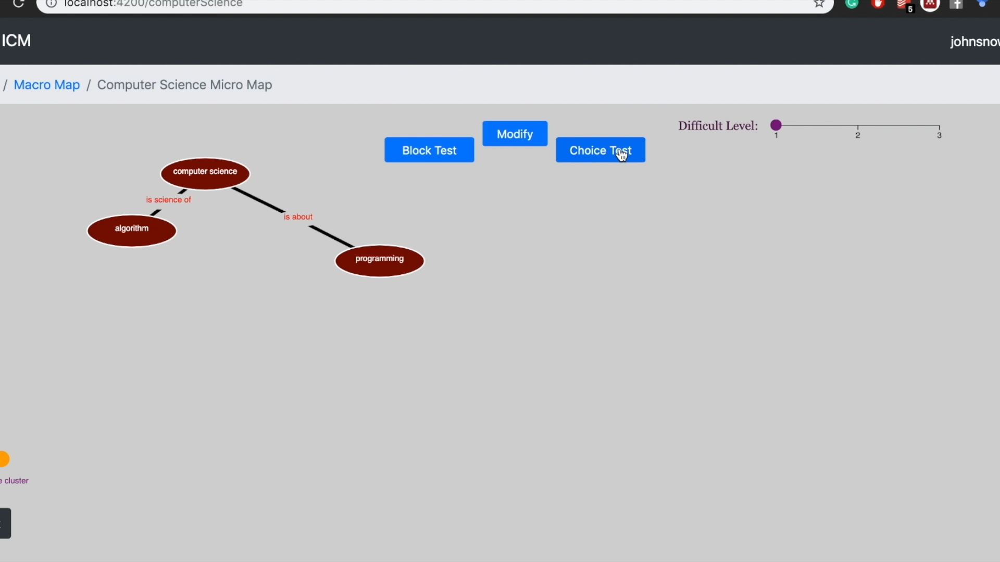 localhost:4200/computerScience
5
ICM
/ Macro Map / Computer Science Micro Map
Modify
Block Test
Choice Test
Difficult Level:
1
2
3
computer science
is science of
is about
algorithm
programming
cluster